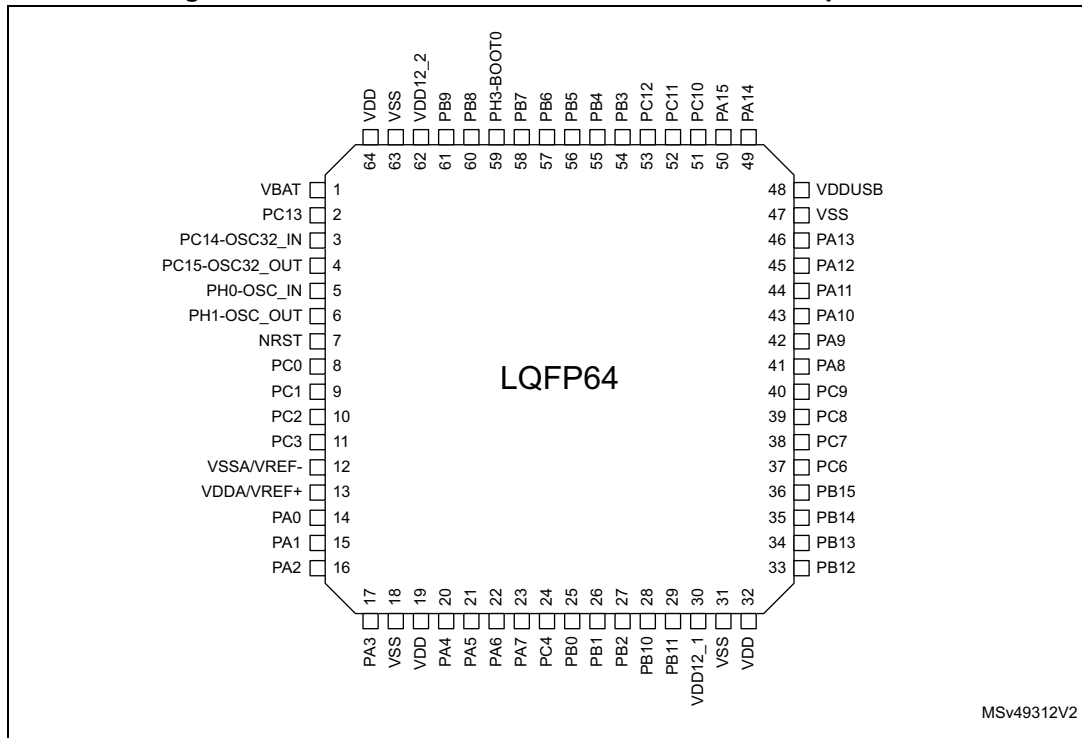 VDD
VSS
VDD12_2
PB9
PB8
PH3-BOOT0
PB7
PB6
PB5
PB4
PB3
PC12
PC11
PC10
PA15
PA14
64
63
62
61
60
59
58
57
56
55
54
53
52
51
50
49
VBAT 1
PC13 2
PC14-OSC32_IN 3
PC15-OSC32_OUT 4
PH0-OSC_IN 5
PH1-OSC_OUT 6
NRST 7
PC0 8
PC1 9
PC2 10
PC3 11
VSSA/VREF- 12
VDDA/VREF+ 13
PA0 14
PA1 15
PA2 16
LQFP64
48 VDDUSB
47 VSS
46 PA13
45 PA12
44 PA11
43 PA10
42 PA9
41 PA8
40 PC9
39 PC8
38 PC7
37 PC6
36 PB15
35 PB14
34 PB13
33 PB12
17
18
19
20
21
22
23
24
25
26
27
28
29
30
31
32
PA3
VSS
VDD
PA4
PA5
PA6
PA7
PC4
PB0
PB1
PB2
PB10
PB11
VDD12_1
VSS
VDD
MSv49312V2